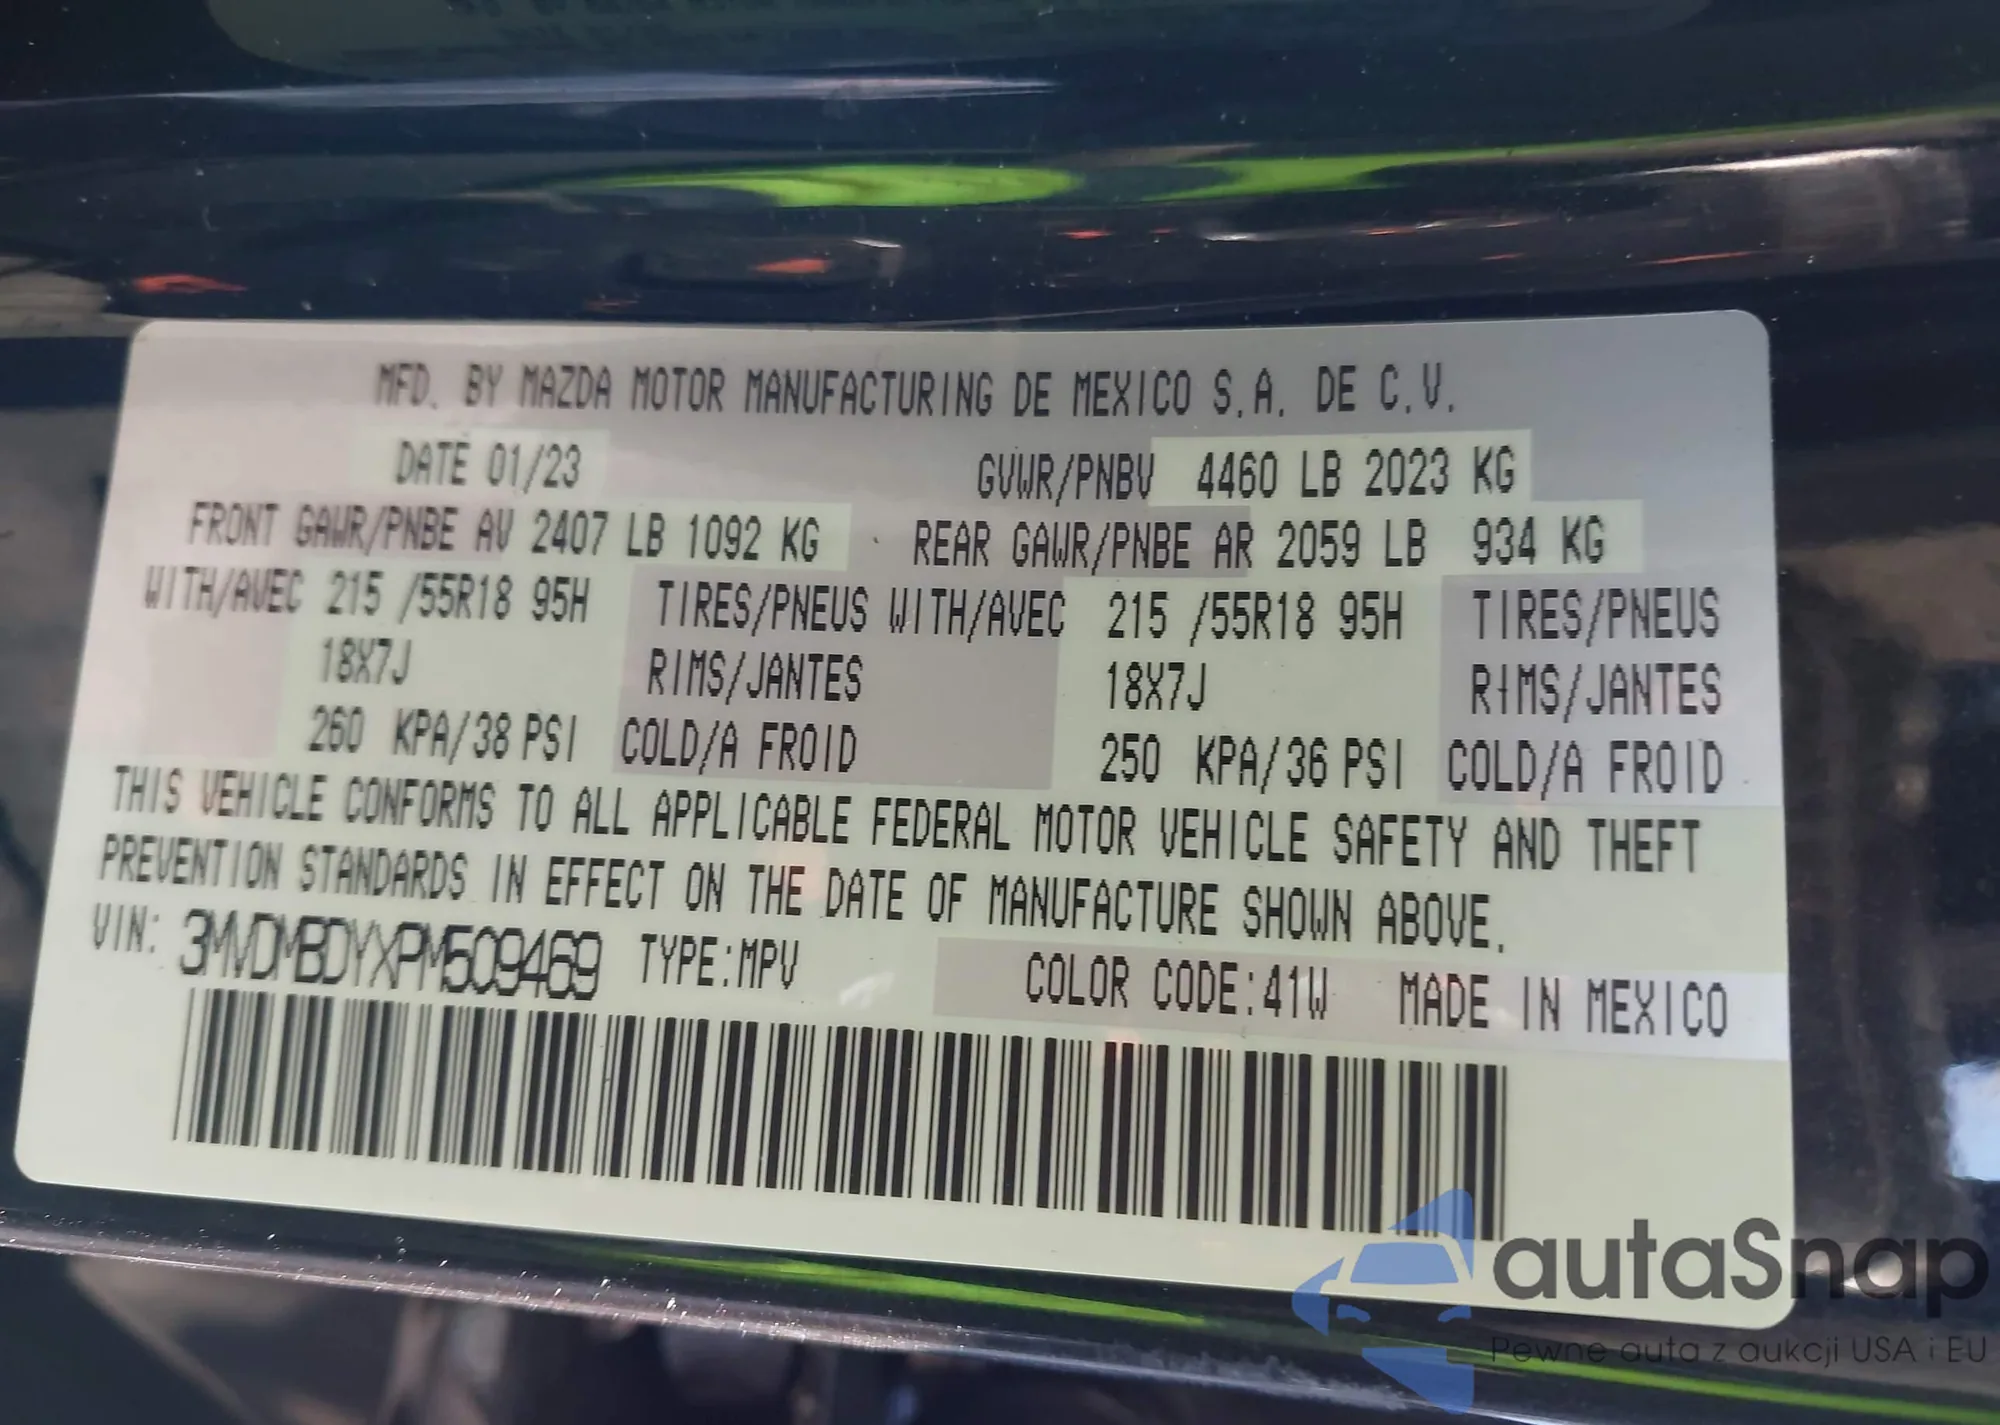 MFD. BY MAZDA MOTOR MANUFACTURING DE MEXICO S.A. DE C.V.
DATE 01/23 GVWR/PNBV 4460 LB 2023 KG
FRONT GAWR/PNBE AV 2407 LB 1092 KG REAR GAWR/PNBE AR 2059 LB 934 KG
WITH/AVEC 215 /55R18 95H TIRES/PNEUS WITH/AVEC 215 /55R18 95H TIRES/PNEUS
18X7J RIMS/JANTES 18X7J RIMS/JANTES
260 KPA/38 PSI COLD/A FROID 250 KPA/36 PSI COLD/A FROID
THIS VEHICLE CONFORMS TO ALL APPLICABLE FEDERAL MOTOR VEHICLE SAFETY AND THEFT
PREVENTION STANDARDS IN EFFECT ON THE DATE OF MANUFACTURE SHOWN ABOVE.
VIN: 3MVDMBDYXPM509469 TYPE:MPV COLOR CODE:41W MADE IN MEXICO
autaSnap
Pewne auta z aukcji USA i EU